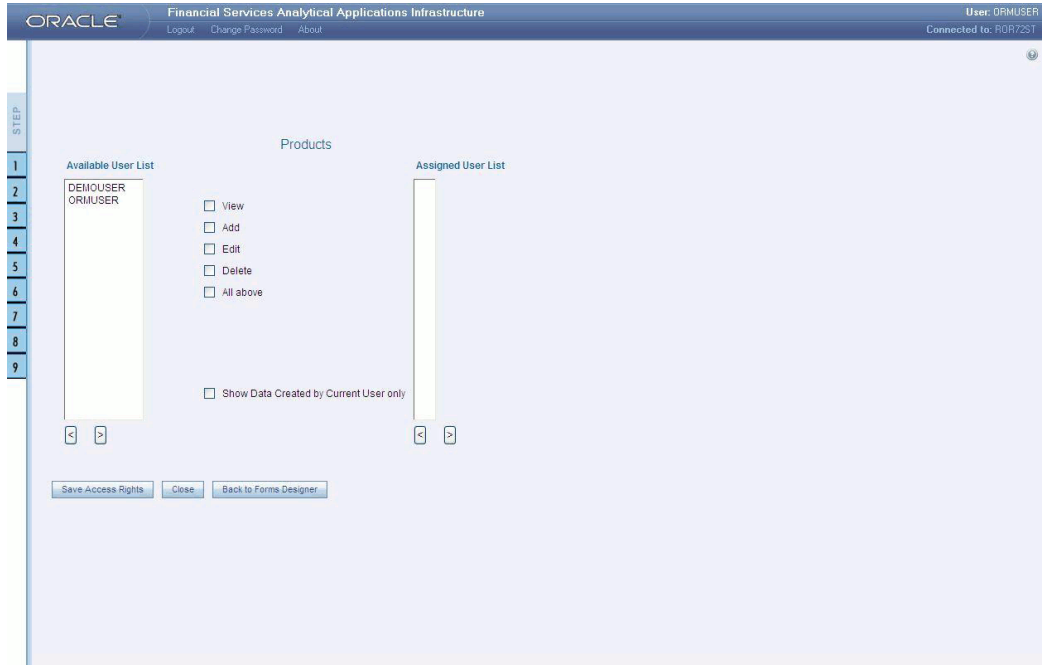 ORACLE
Financial Services Analytical Applications Infrastructure
Logout Change Password About
User: ORMUSER
Connected to: ROR72ST
STEP
1
2
3
4
5
6
7
8
9
Products
Available User List
DEMOUSER
ORMUSER
< >
View
Add
Edit
Delete
All above
Show Data Created by Current User only
Assigned User List
< >
Save Access Rights Close Back to Forms Designer